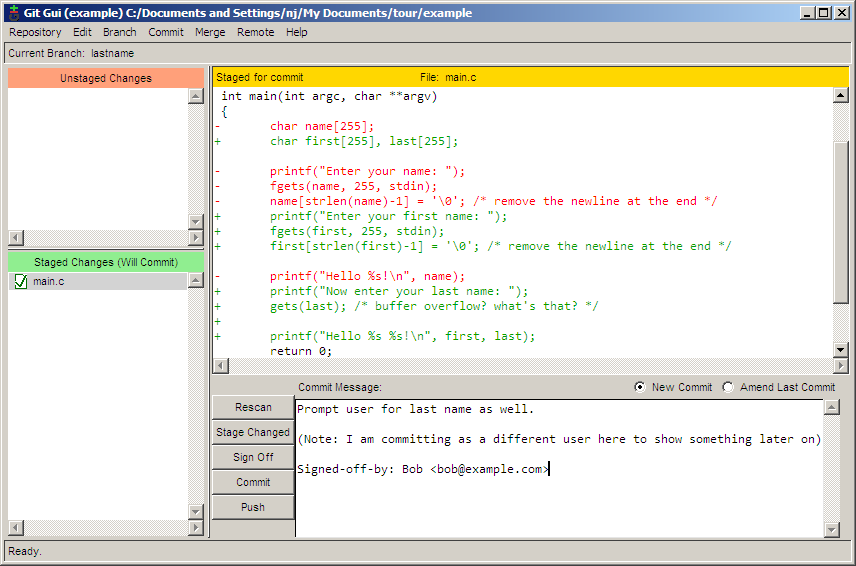 Git Gui (example) C:/Documents and Settings/nj/My Documents/tour/example
Repository Edit Branch Commit Merge Remote Help
Current Branch: lastname
Unstaged Changes
Staged Changes (Will Commit)
main.c
Staged for commit File: main.c
int main(int argc, char **argv)
{
- char name[255];
+ char first[255], last[255];
- printf("Enter your name: ");
- fgets(name, 255, stdin);
- name[strlen(name)-1] = '\0'; /* remove the newline at the end */
+ printf("Enter your first name: ");
+ fgets(first, 255, stdin);
+ first[strlen(first)-1] = '\0'; /* remove the newline at the end */
- printf("Hello %s!\n", name);
+ printf("Now enter your last name: ");
+ gets(last); /* buffer overflow? what's that? */
+
+ printf("Hello %s %s!\n", first, last);
return 0;
Commit Message: New Commit Amend Last Commit
Rescan
Stage Changed
Sign Off
Commit
Push
Prompt user for last name as well.
(Note: I am committing as a different user here to show something later on)
Signed-off-by: Bob <bob@example.com>
Ready.